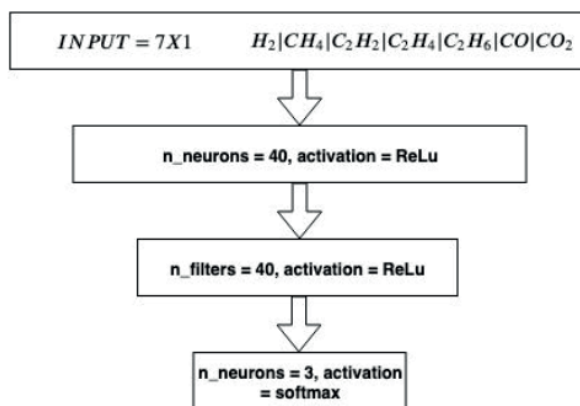 INPUT = 7X1 H₂|CH₄|C₂H₂|C₂H₄|C₂H₆|CO|CO₂
n_neurons = 40, activation = ReLu
n_filters = 40, activation = ReLu
n_neurons = 3, activation
= softmax